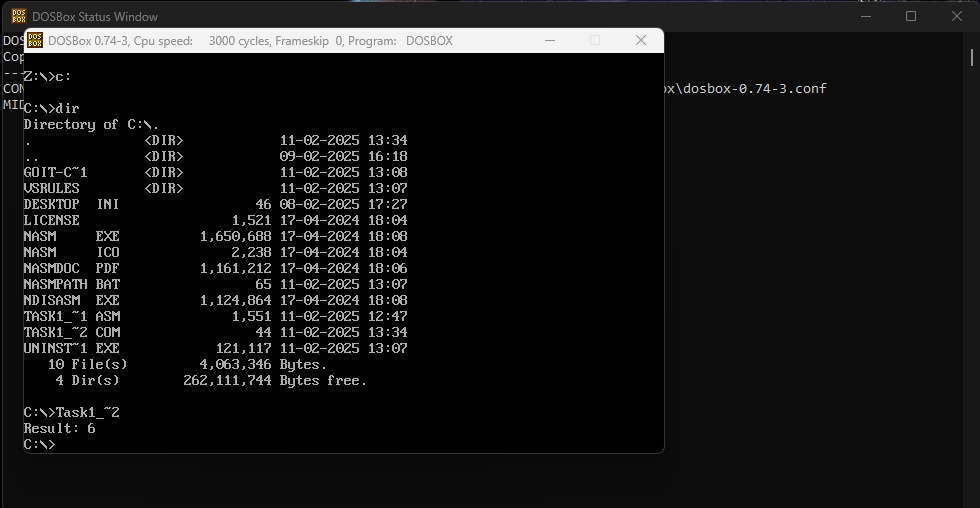 DOSBox Status Window
DOSBox 0.74-3, Cpu speed:    3000 cycles, Frameskip  0, Program:   DOSBOX
DOS
Cop
---
CON
x\dosbox-0.74-3.conf
MID
Z:\>c:
C:\>dir
Directory of C:\.
.              <DIR>            11-02-2025 13:34
..             <DIR>            09-02-2025 16:18
GOIT-C~1       <DIR>            11-02-2025 13:08
VSRULES        <DIR>            11-02-2025 13:07
DESKTOP  INI                 46 08-02-2025 17:27
LICENSE                   1,521 17-04-2024 18:04
NASM     EXE          1,650,688 17-04-2024 18:08
NASM     ICO              2,238 17-04-2024 18:04
NASMDOC  PDF          1,161,212 17-04-2024 18:06
NASMPATH BAT                 65 11-02-2025 13:07
NDISASM  EXE          1,124,864 17-04-2024 18:08
TASK1_~1 ASM              1,551 11-02-2025 12:47
TASK1_~2 COM                 44 11-02-2025 13:34
UNINST~1 EXE            121,117 11-02-2025 13:07
   10 File(s)         4,063,346 Bytes.
    4 Dir(s)        262,111,744 Bytes free.
C:\>Task1_~2
Result: 6
C:\>